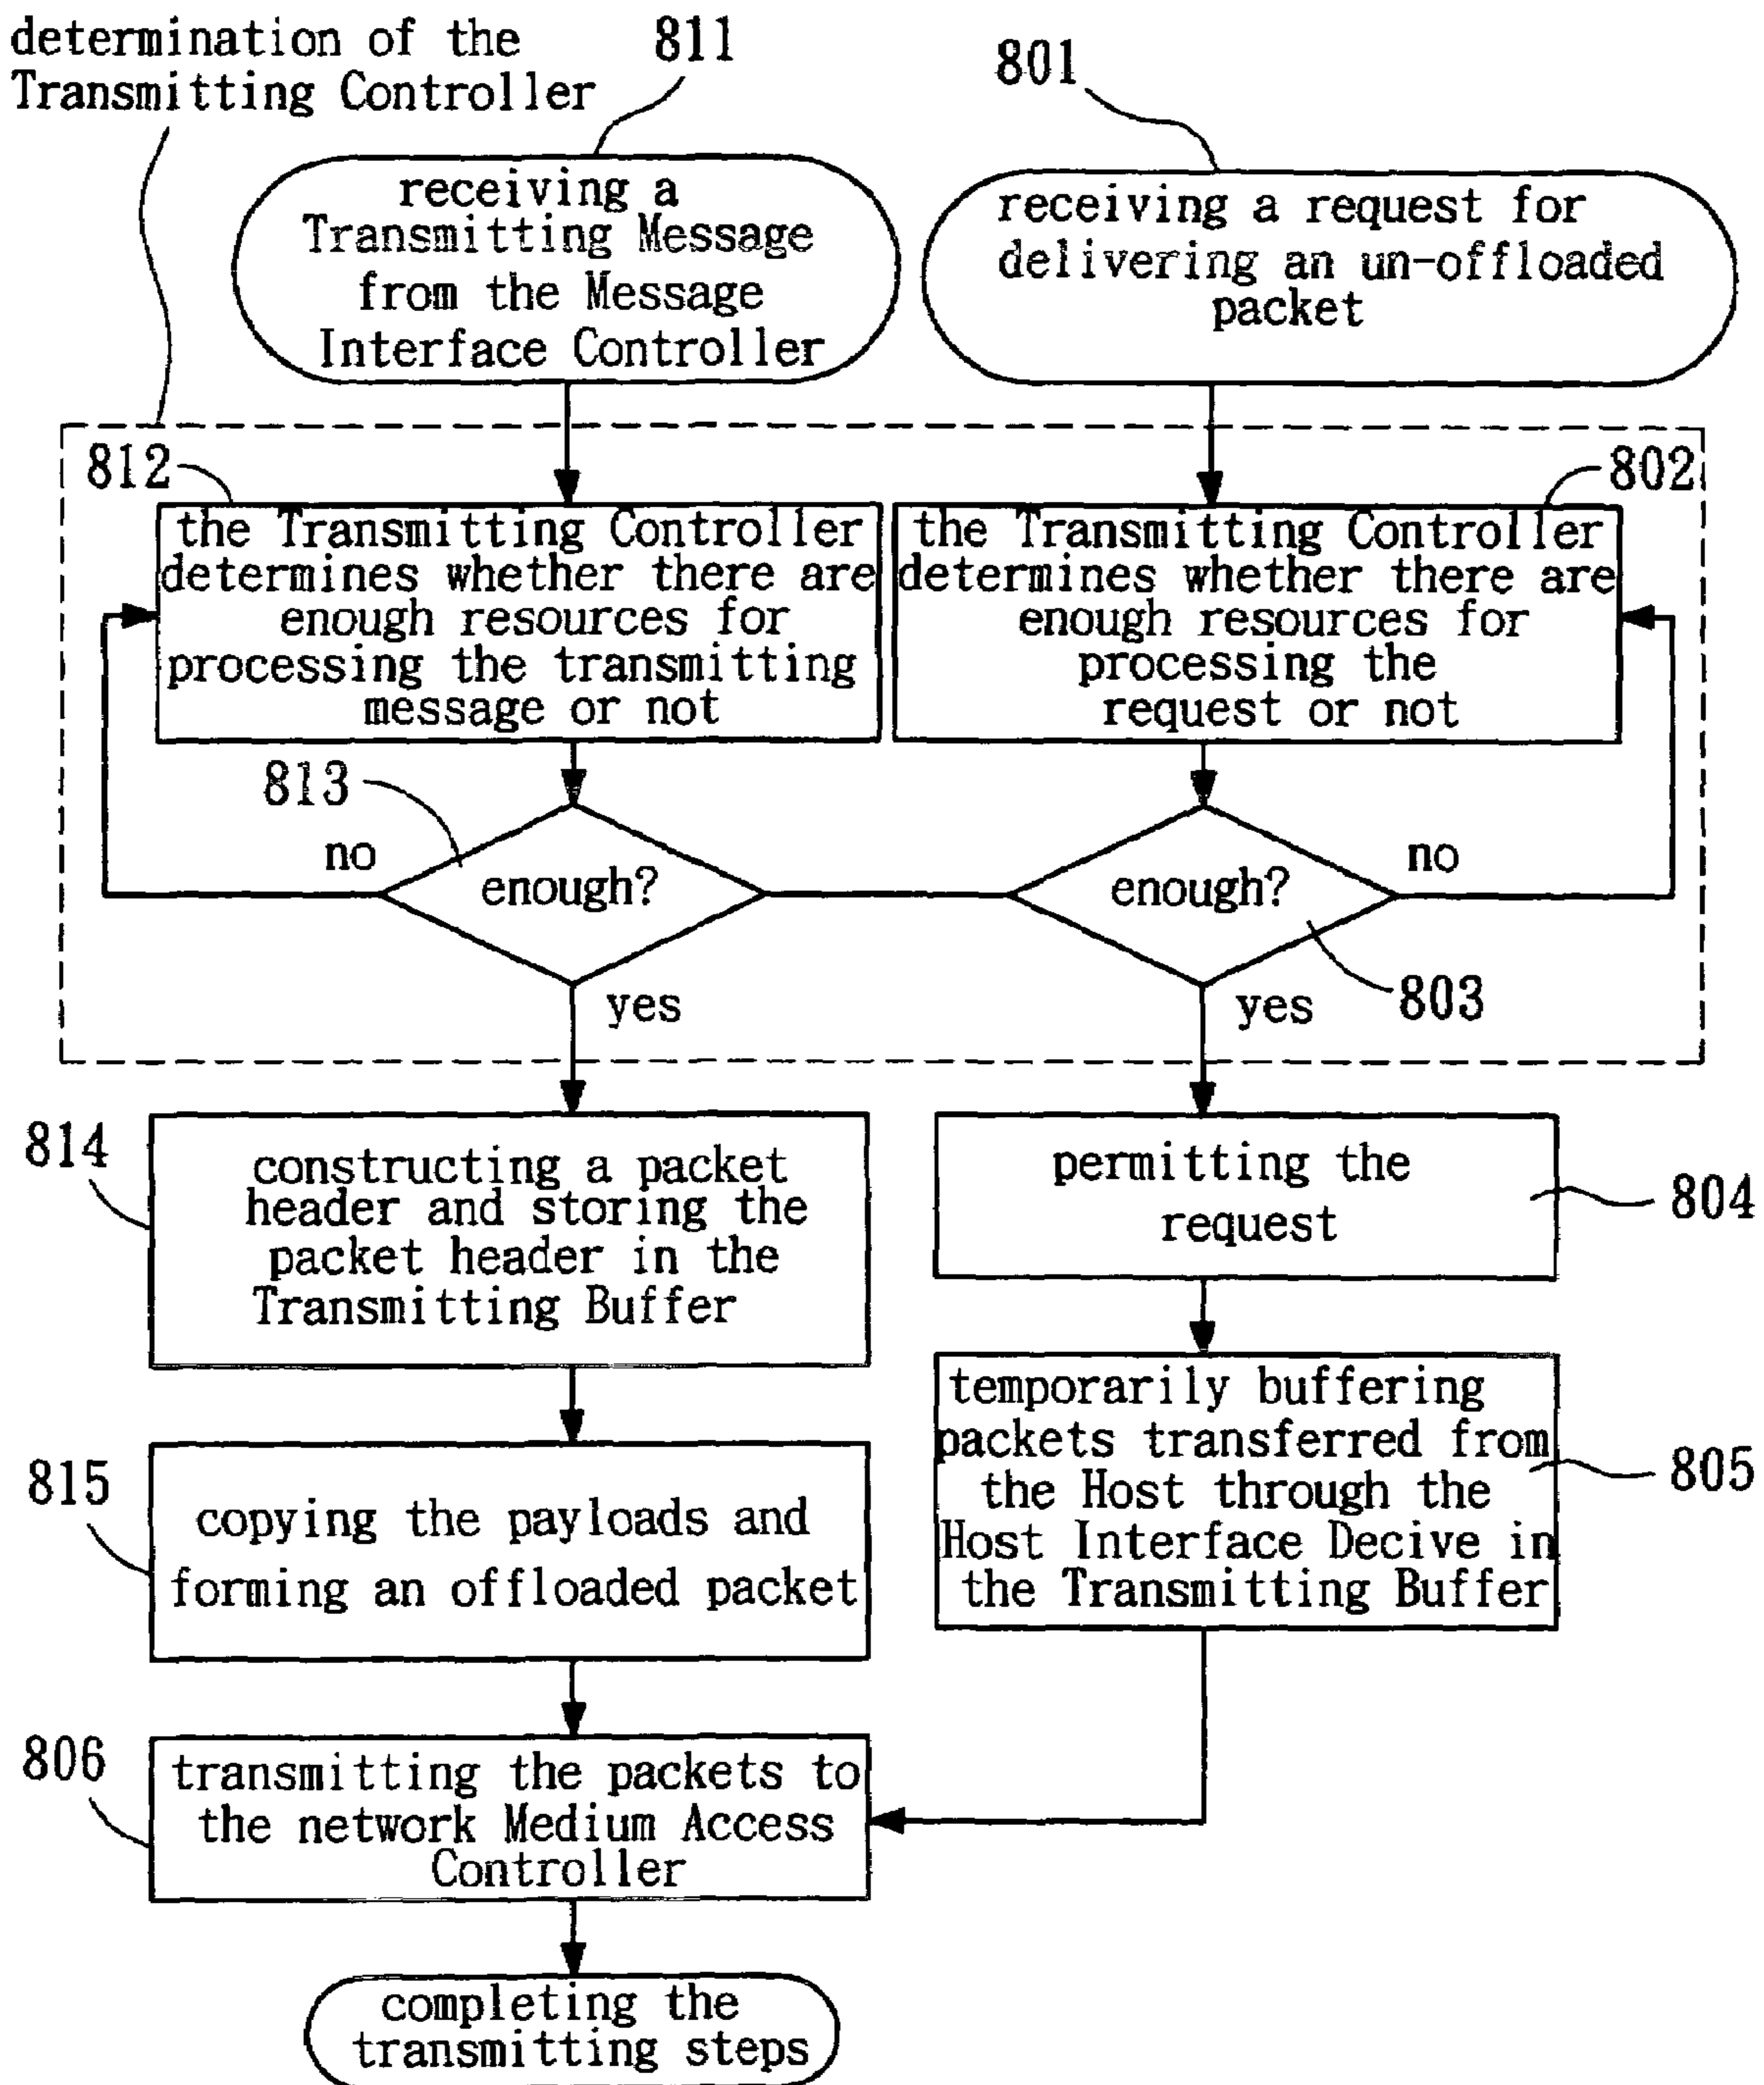 determination of the
Transmitting Controller
811
801
receiving a
Transmitting Message
from the Message
Interface Controller
receiving a request for
delivering an un-offloaded
packet
812
802
the Transmitting Controller
determines whether there are
enough resources for
processing the transmitting
message or not
the Transmitting Controller
determines whether there are
enough resources for
processing the
request or not
813
no
enough?
yes
enough?
no
803
yes
814
constructing a packet
header and storing the
packet header in the
Transmitting Buffer
permitting the
request
804
815
copying the payloads and
forming an offloaded packet
temporarily buffering
packets transferred from
the Host through the
Host Interface Decive in
the Transmitting Buffer
805
806
transmitting the packets to
the network Medium Access
Controller
completing the
transmitting steps